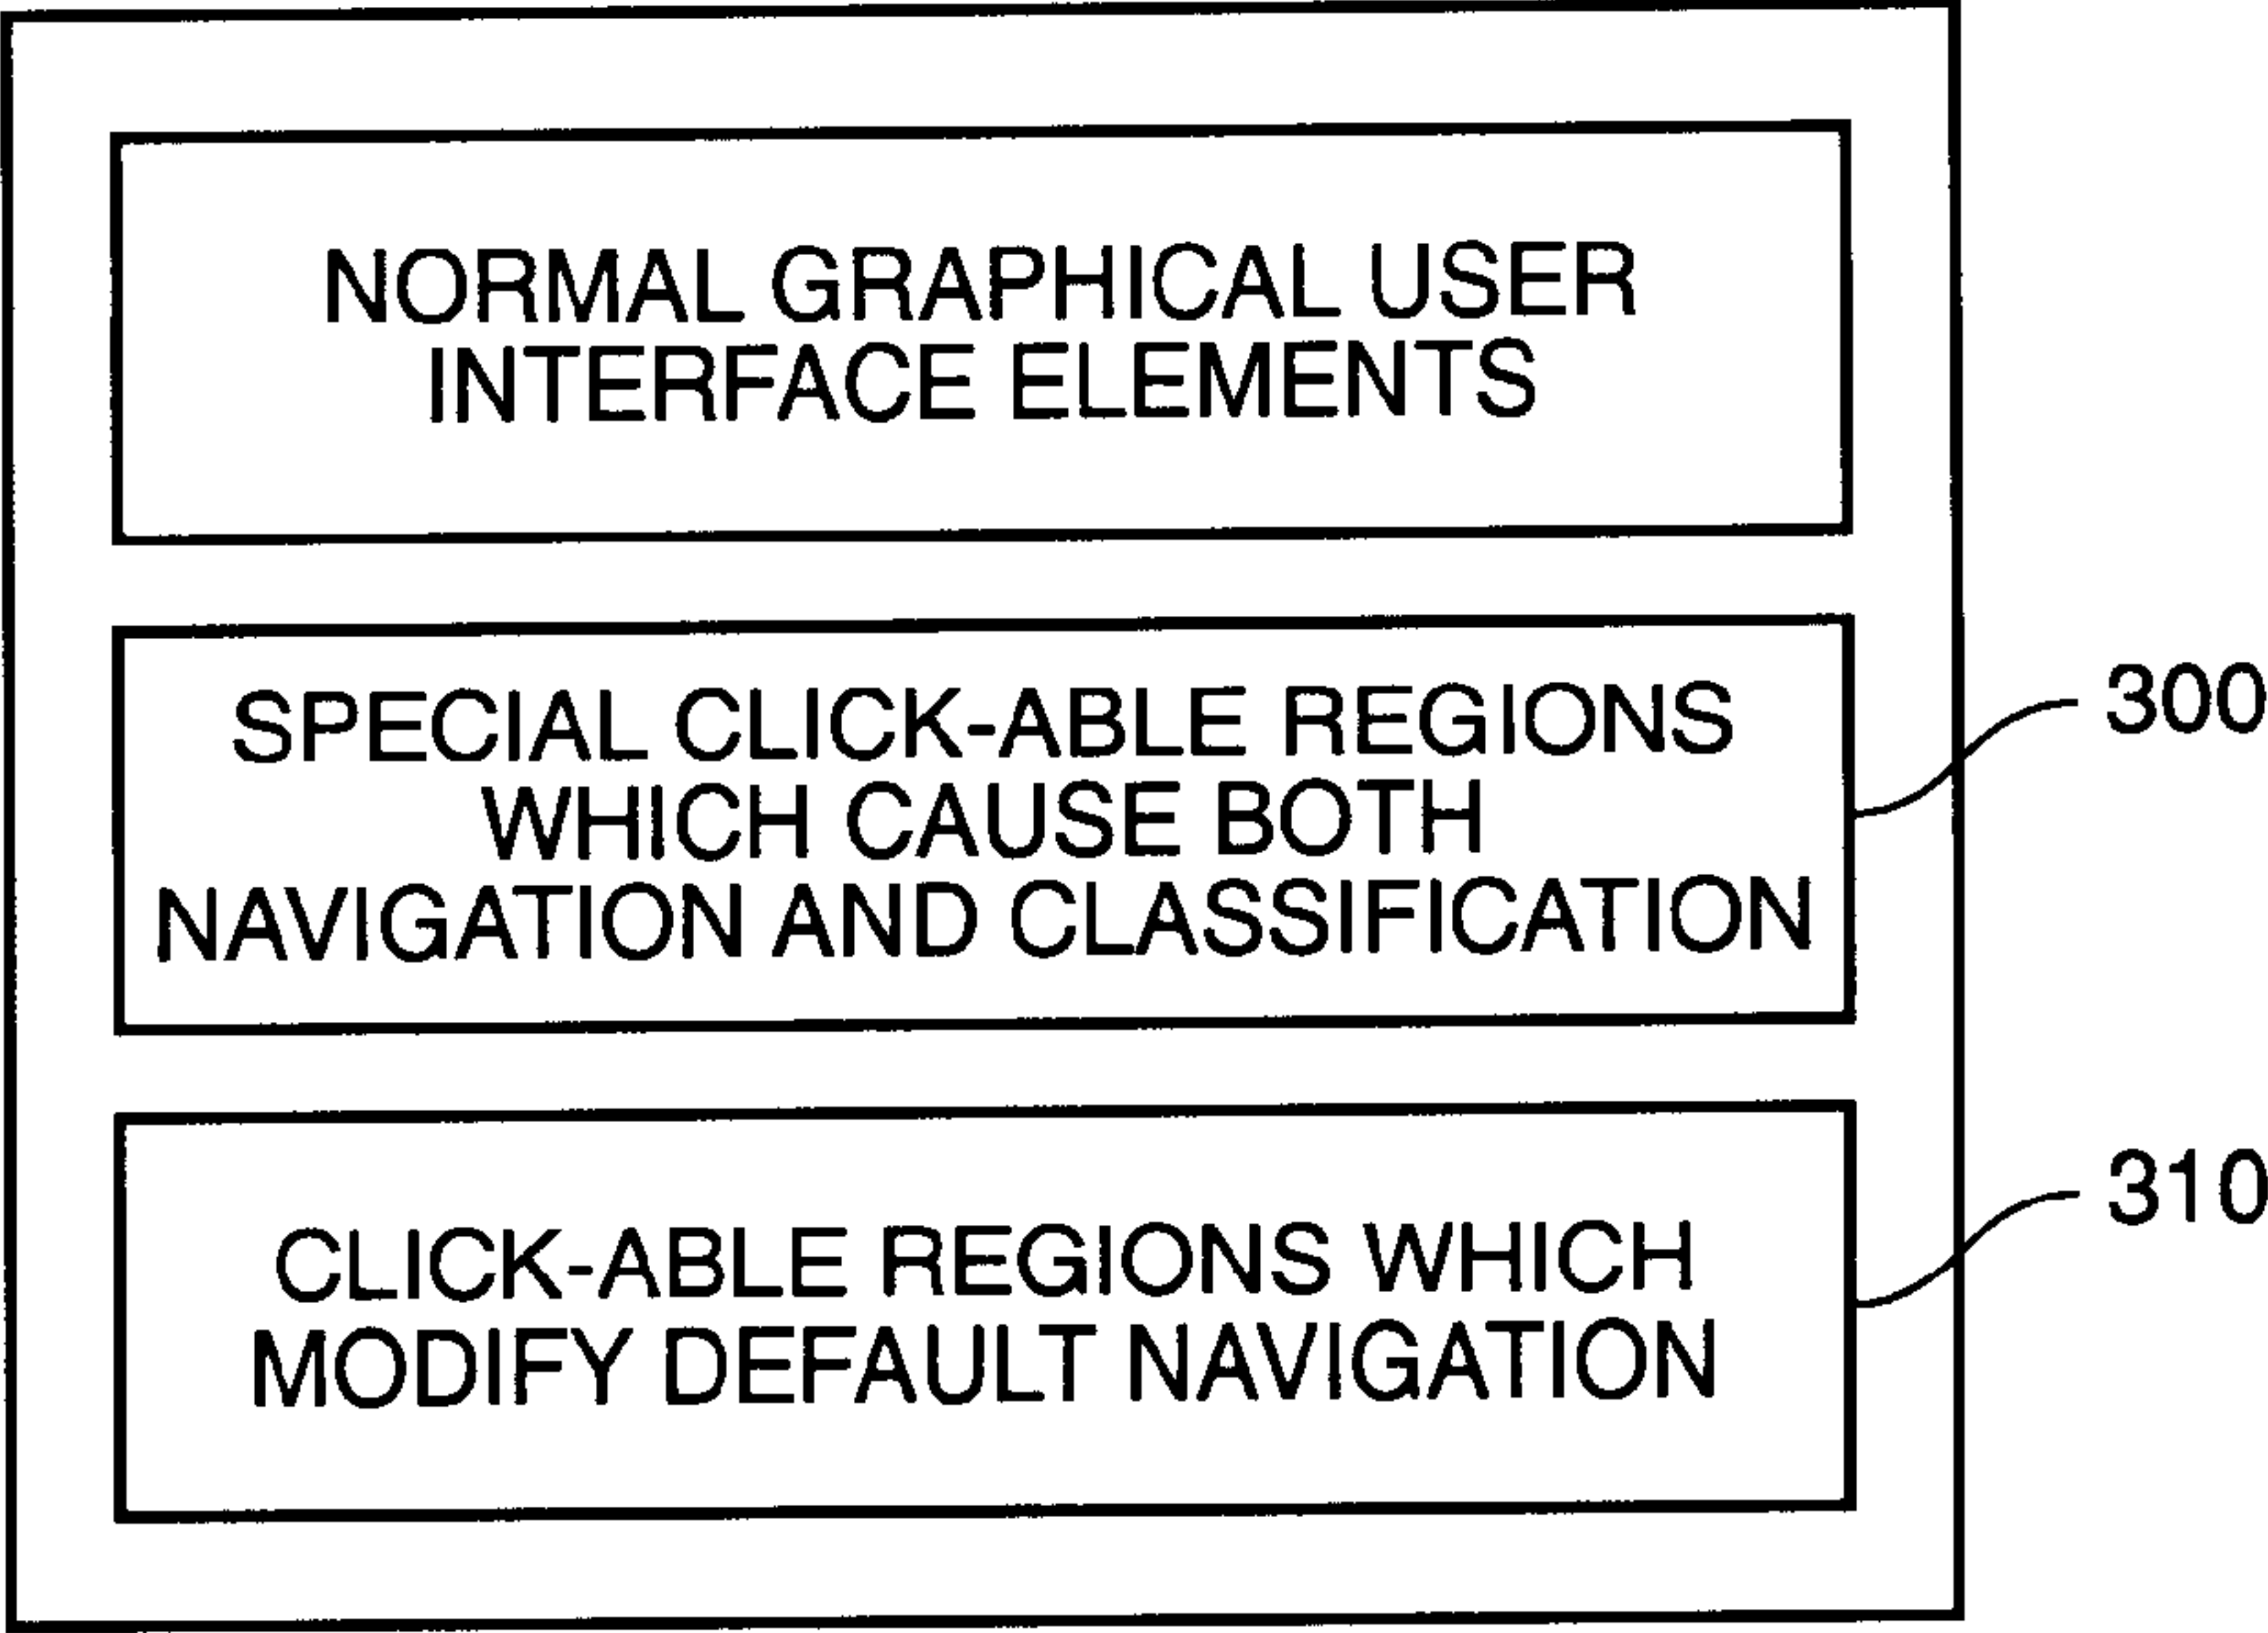 NORMAL GRAPHICAL USER
INTERFACE ELEMENTS
SPECIAL CLICK-ABLE REGIONS
WHICH CAUSE BOTH
NAVIGATION AND CLASSIFICATION
300
CLICK-ABLE REGIONS WHICH
MODIFY DEFAULT NAVIGATION
310